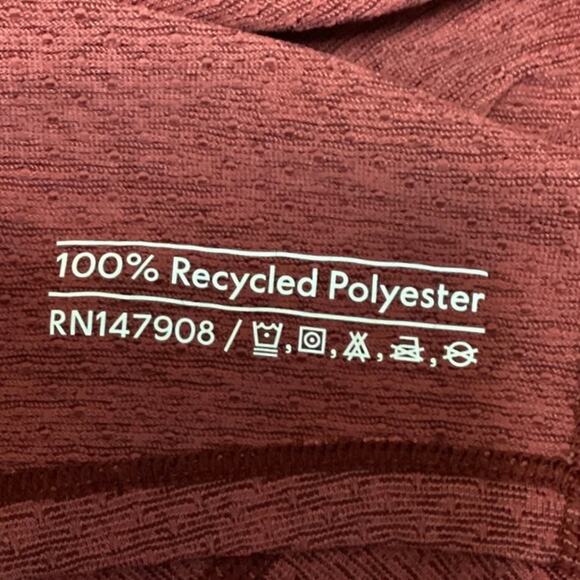 100% Recycled Polyester
RN147908 / , , , ,